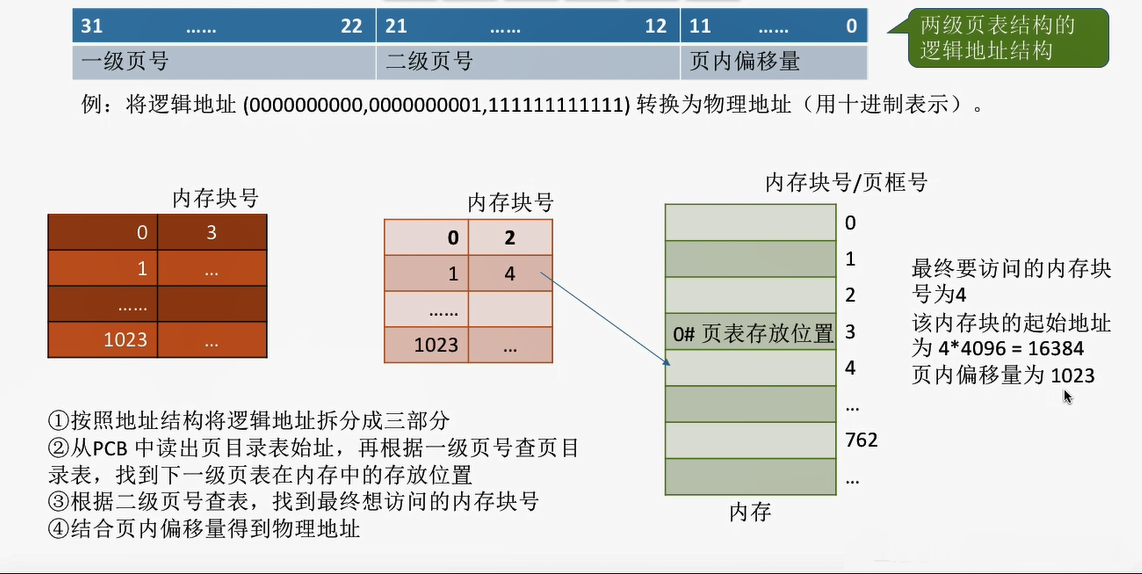 31 …… 22 21 …… 12 11 …… 0
一级页号 二级页号 页内偏移量
两级页表结构的
逻辑地址结构
例：将逻辑地址 (0000000000,0000000001,111111111111) 转换为物理地址（用十进制表示）。
内存块号
0 3
1 ...
……
1023 ...
内存块号
0 2
1 4
……
1023 ...
内存块号/页框号
0
1
2
0# 页表存放位置 3
4
...
762
...
内存
最终要访问的内存块
号为4
该内存块的起始地址
为 4*4096 = 16384
页内偏移量为 1023
①按照地址结构将逻辑地址拆分成三部分
②从PCB 中读出页目录表始址，再根据一级页号查页目
录表，找到下一级页表在内存中的存放位置
③根据二级页号查表，找到最终想访问的内存块号
④结合页内偏移量得到物理地址